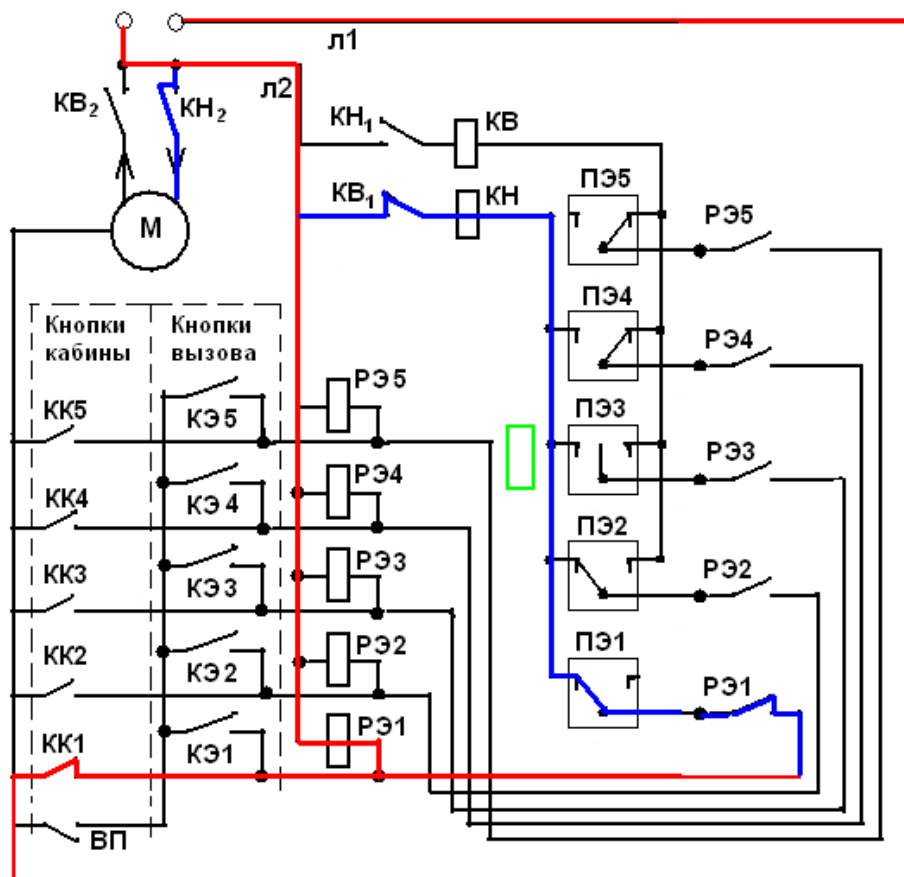 л1
л2
КВ₂
КН₂
КН₁
КВ
КВ₁
КН
М
ПЭ5
РЭ5
ПЭ4
РЭ4
ПЭ3
РЭ3
ПЭ2
РЭ2
ПЭ1
РЭ1
Кнопки
кабины
Кнопки
вызова
КК5
КЭ5
РЭ5
КК4
КЭ4
РЭ4
КК3
КЭ3
РЭ3
КК2
КЭ2
РЭ2
КК1
КЭ1
РЭ1
ВП